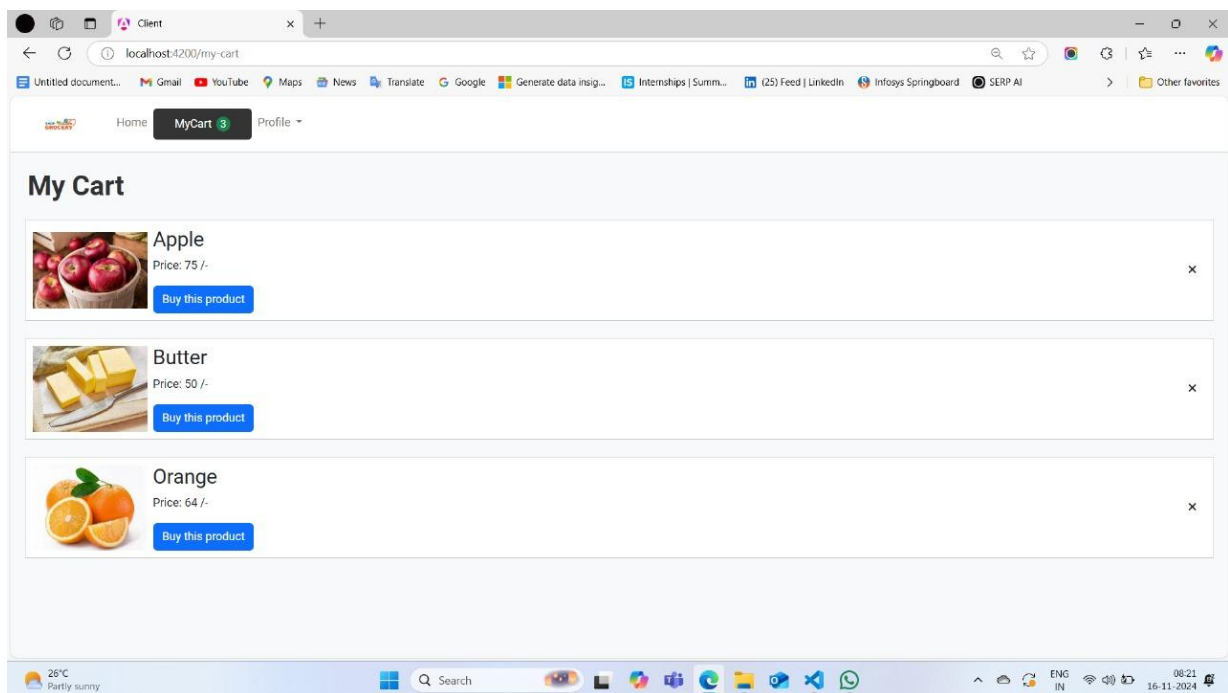 Client
localhost:4200/my-cart
Untitled document... Gmail YouTube Maps News Translate Google Generate data insig... Internships | Summ... (25) Feed | LinkedIn Infosys Springboard SERP AI Other favorites
GROCERY Home MyCart 3 Profile
My Cart
Apple
Price: 75 /-
Buy this product
Butter
Price: 50 /-
Buy this product
Orange
Price: 64 /-
Buy this product
26°C
Partly sunny
Search
ENG
IN
08:21
16-11-2024